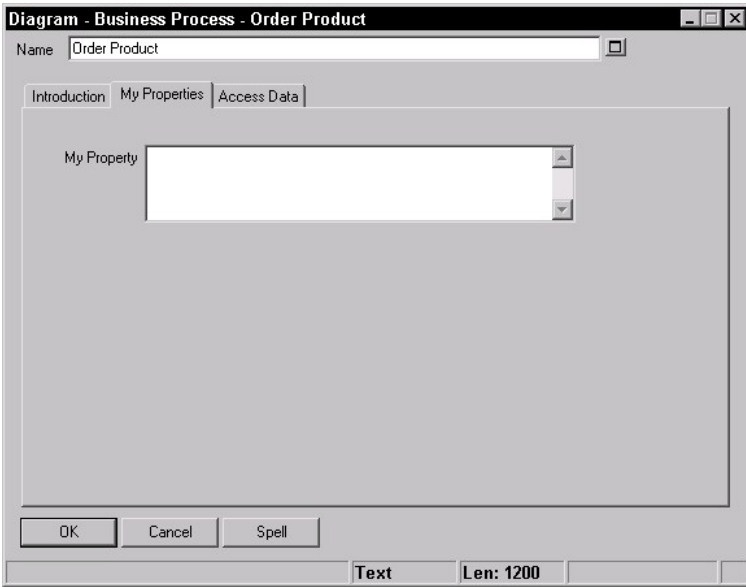 Diagram - Business Process - Order Product
Name Order Product
Introduction My Properties Access Data
My Property
OK Cancel Spell
Text Len: 1200